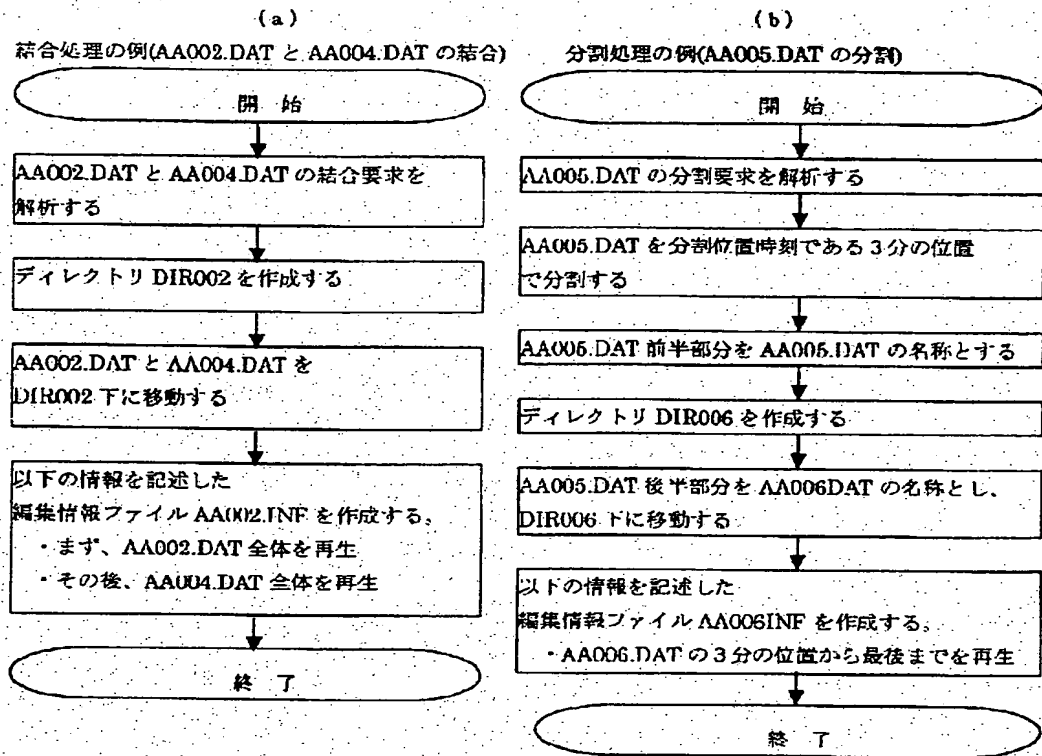 (a)
結合処理の例(AA002.DAT と AA004.DAT の結合)
開 始
AA002.DAT と AA004.DAT の結合要求を
解析する
ディレクトリ DIR002 を作成する
AA002.DAT と AA004.DAT を
DIR002 下に移動する
以下の情報を記述した
編集情報ファイル AA002.INF を作成する。
・まず、AA002.DAT 全体を再生
・その後、AA004.DAT 全体を再生
終 了
(b)
分割処理の例(AA005.DAT の分割)
開 始
AA005.DAT の分割要求を解析する
AA005.DAT を分割位置時刻である3分の位置
で分割する
AA005.DAT 前半部分を AA005.DAT の名称とする
ディレクトリ DIR006 を作成する
AA005.DAT 後半部分を AA006DAT の名称とし、
DIR006 下に移動する
以下の情報を記述した
編集情報ファイル AA006INF を作成する。
・AA006.DAT の3分の位置から最後までを再生
終 了